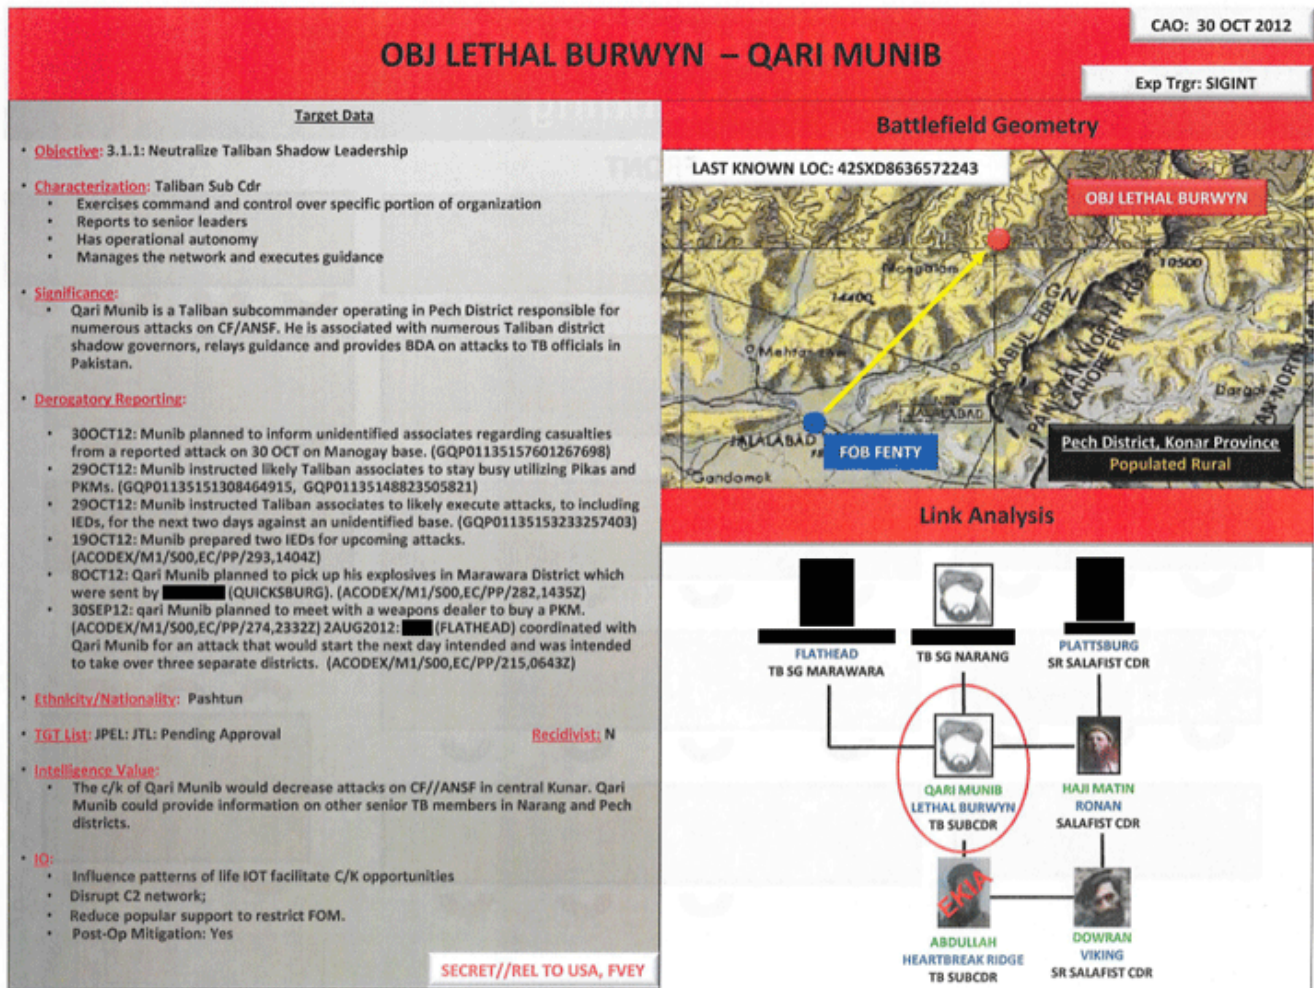 CAO: 30 OCT 2012
OBJ LETHAL BURWYN – QARI MUNIB
Exp Trgr: SIGINT
Target Data
• Objective: 3.1.1: Neutralize Taliban Shadow Leadership
• Characterization: Taliban Sub Cdr
• Exercises command and control over specific portion of organization
• Reports to senior leaders
• Has operational autonomy
• Manages the network and executes guidance
• Significance:
• Qari Munib is a Taliban subcommander operating in Pech District responsible for
numerous attacks on CF/ANSF. He is associated with numerous Taliban district
shadow governors, relays guidance and provides BDA on attacks to TB officials in
Pakistan.
• Derogatory Reporting:
• 30OCT12: Munib planned to inform unidentified associates regarding casualties
from a reported attack on 30 OCT on Manogay base. (GQP01135157601267698)
• 29OCT12: Munib instructed likely Taliban associates to stay busy utilizing Pikas and
PKMs. (GQP01135151308464915, GQP01135148823505821)
• 29OCT12: Munib instructed Taliban associates to likely execute attacks, to including
IEDs, for the next two days against an unidentified base. (GQP01135153233257403)
• 19OCT12: Munib prepared two IEDs for upcoming attacks.
(ACODEX/M1/S00,EC/PP/293,1404Z)
• 8OCT12: Qari Munib planned to pick up his explosives in Marawara District which
were sent by (QUICKSBURG). (ACODEX/M1/S00,EC/PP/282,1435Z)
• 30SEP12: qari Munib planned to meet with a weapons dealer to buy a PKM.
(ACODEX/M1/S00,EC/PP/274,2332Z) 2AUG2012: (FLATHEAD) coordinated with
Qari Munib for an attack that would start the next day intended and was intended
to take over three separate districts. (ACODEX/M1/S00,EC/PP/215,0643Z)
• Ethnicity/Nationality: Pashtun
• TGT List: JPEL: JTL: Pending Approval Recidivist: N
• Intelligence Value:
• The c/k of Qari Munib would decrease attacks on CF//ANSF in central Kunar. Qari
Munib could provide information on other senior TB members in Narang and Pech
districts.
• IO:
• Influence patterns of life IOT facilitate C/K opportunities
• Disrupt C2 network;
• Reduce popular support to restrict FOM.
• Post-Op Mitigation: Yes
SECRET//REL TO USA, FVEY
Battlefield Geometry
LAST KNOWN LOC: 42SXD8636572243
OBJ LETHAL BURWYN
10500
14400
GN
KABUL FIR
LAHORE FIR
JALALABAD
JALALABAD
FOB FENTY
Gandamak
Pech District, Konar Province
Populated Rural
Link Analysis
FLATHEAD
TB SG MARAWARA
TB SG NARANG
PLATTSBURG
SR SALAFIST CDR
QARI MUNIB
LETHAL BURWYN
TB SUBCDR
HAJI MATIN
RONAN
SALAFIST CDR
EKIA
ABDULLAH
HEARTBREAK RIDGE
TB SUBCDR
DOWRAN
VIKING
SR SALAFIST CDR